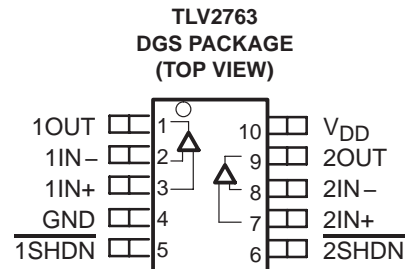 TLV2763
DGS PACKAGE
(TOP VIEW)
1OUT 1 10 VDD
1IN− 2 9 2OUT
1IN+ 3 8 2IN−
GND 4 7 2IN+
1SHDN 5 6 2SHDN